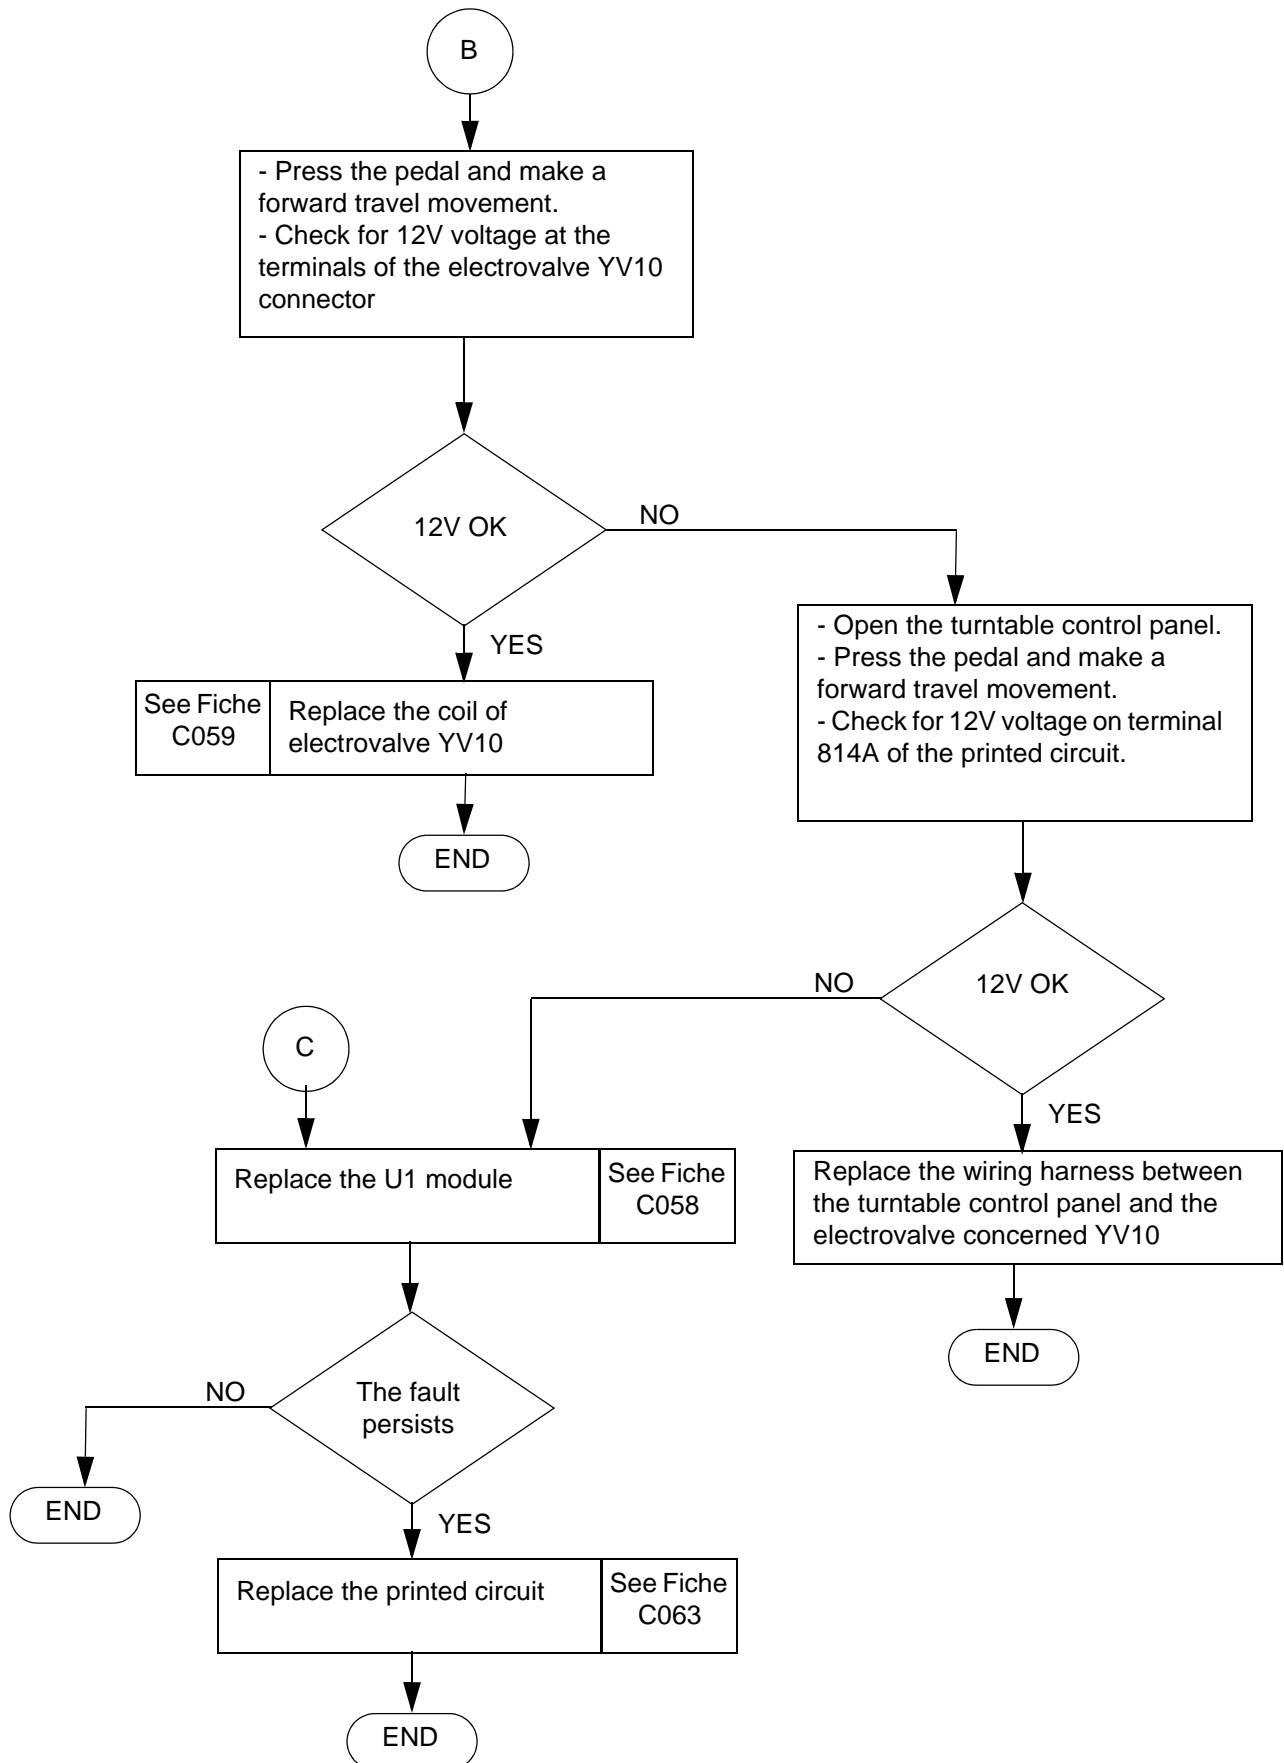 B
- Press the pedal and make a
forward travel movement.
- Check for 12V voltage at the
terminals of the electrovalve YV10
connector
12V OK
NO
YES
- Open the turntable control panel.
- Press the pedal and make a
forward travel movement.
- Check for 12V voltage on terminal
814A of the printed circuit.
See Fiche
C059
Replace the coil of
electrovalve YV10
END
12V OK
NO
YES
C
Replace the U1 module
See Fiche
C058
Replace the wiring harness between
the turntable control panel and the
electrovalve concerned YV10
END
The fault
persists
NO
END
YES
Replace the printed circuit
See Fiche
C063
END